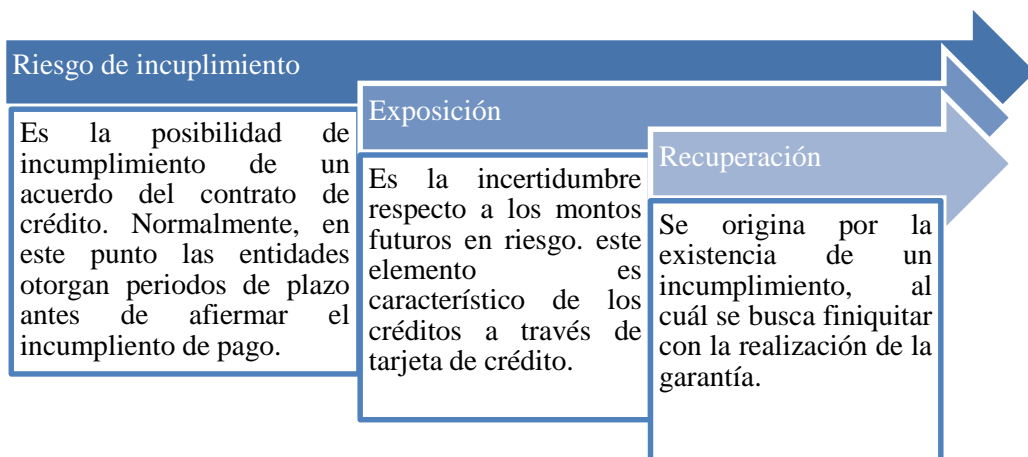 Riesgo de incuplimiento
Es la posibilidad de
incumplimiento de un
acuerdo del contrato de
crédito. Normalmente, en
este punto las entidades
otorgan periodos de plazo
antes de afiermar el
incumpliento de pago.
Exposición
Es la incertidumbre
respecto a los montos
futuros en riesgo. este
elemento es
característico de los
créditos a través de
tarjeta de crédito.
Recuperación
Se origina por la
existencia de un
incumplimiento, al
cuál se busca finiquitar
con la realización de la
garantía.